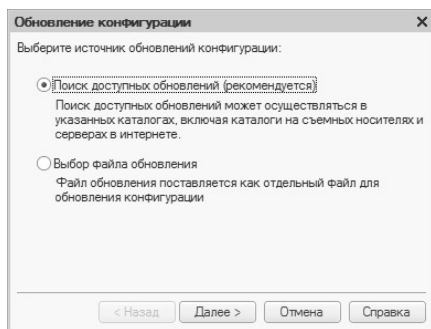 Обновление конфигурации
Выберите источник обновлений конфигурации:
Поиск доступных обновлений (рекомендуется)
Поиск доступных обновлений может осуществляться в
указанных каталогах, включая каталоги на съемных носителях и
серверах в интернете.
Выбор файла обновления
Файл обновления поставляется как отдельный файл для
обновления конфигурации
< Назад Далее > Отмена Справка